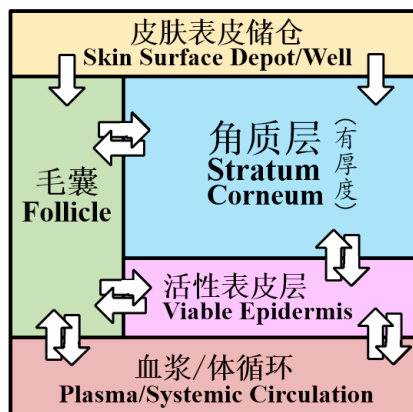 皮肤表皮储仓
Skin Surface Depot/Well
毛囊
Follicle
角质层
Stratum
Corneum
（有厚度）
活性表皮层
Viable Epidermis
血浆/体循环
Plasma/Systemic Circulation